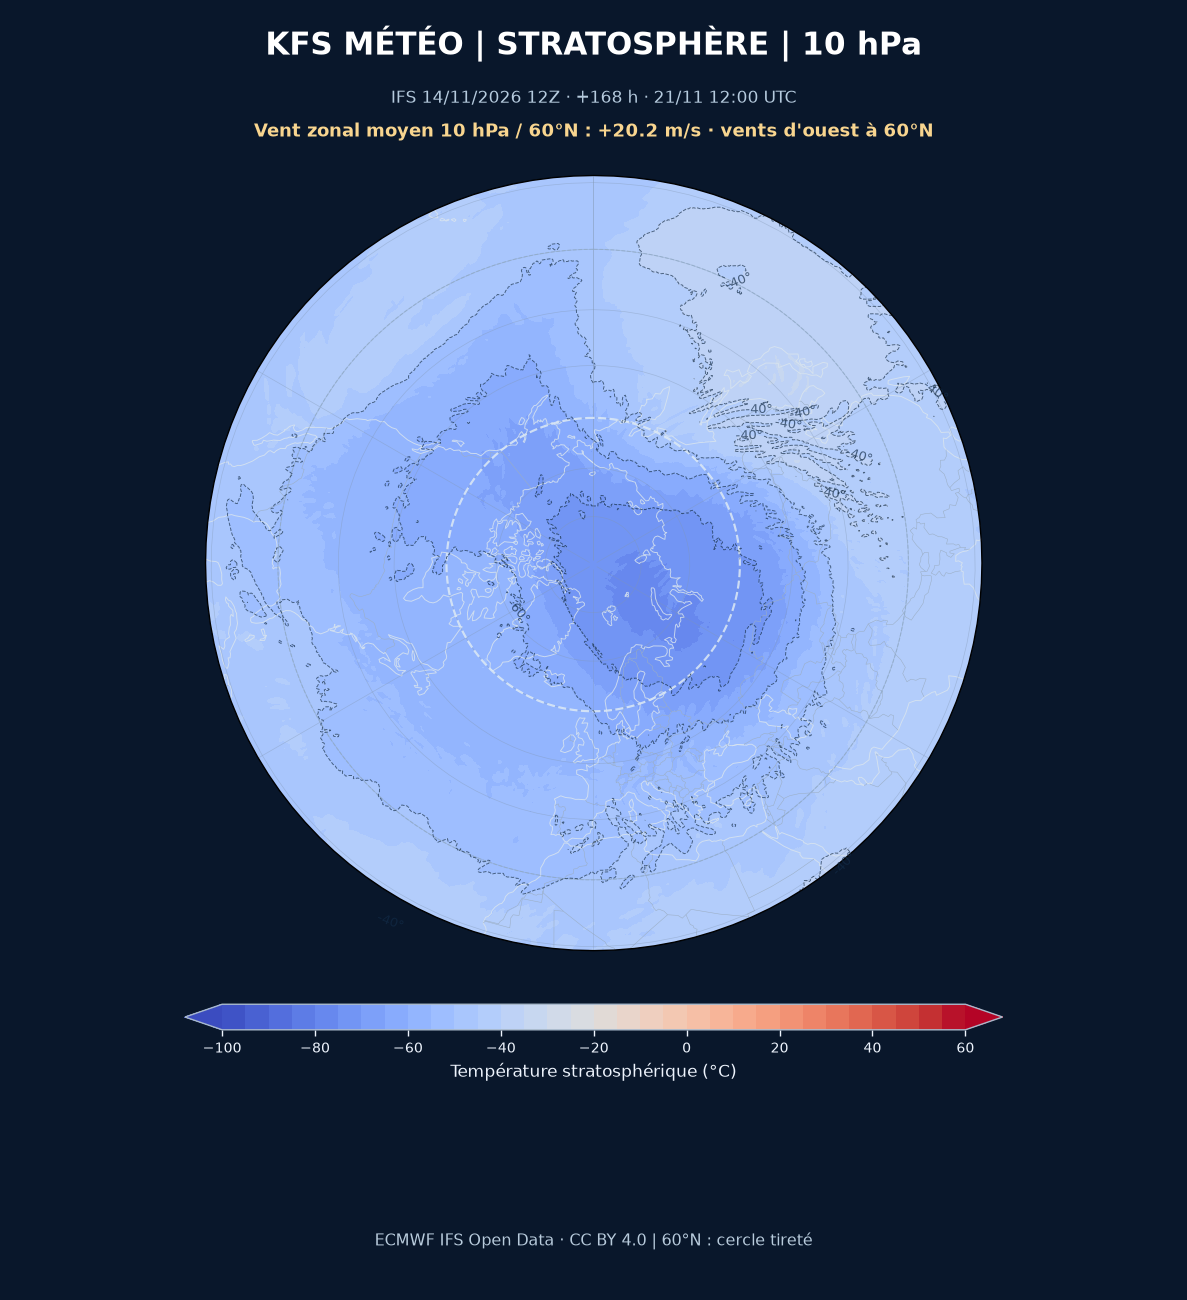 KFS MÉTÉO | STRATOSPHÈRE | 10 hPa
IFS 14/11/2026 12Z · +168 h · 21/11 12:00 UTC
Vent zonal moyen 10 hPa / 60°N : +20.2 m/s · vents d'ouest à 60°N
-40°
-40°
40°
-40°
40°
-40°
-40°
-40°
-60°
-40°
−100 −80 −60 −40 −20 0 20 40 60
Température stratosphérique (°C)
ECMWF IFS Open Data · CC BY 4.0 | 60°N : cercle tireté